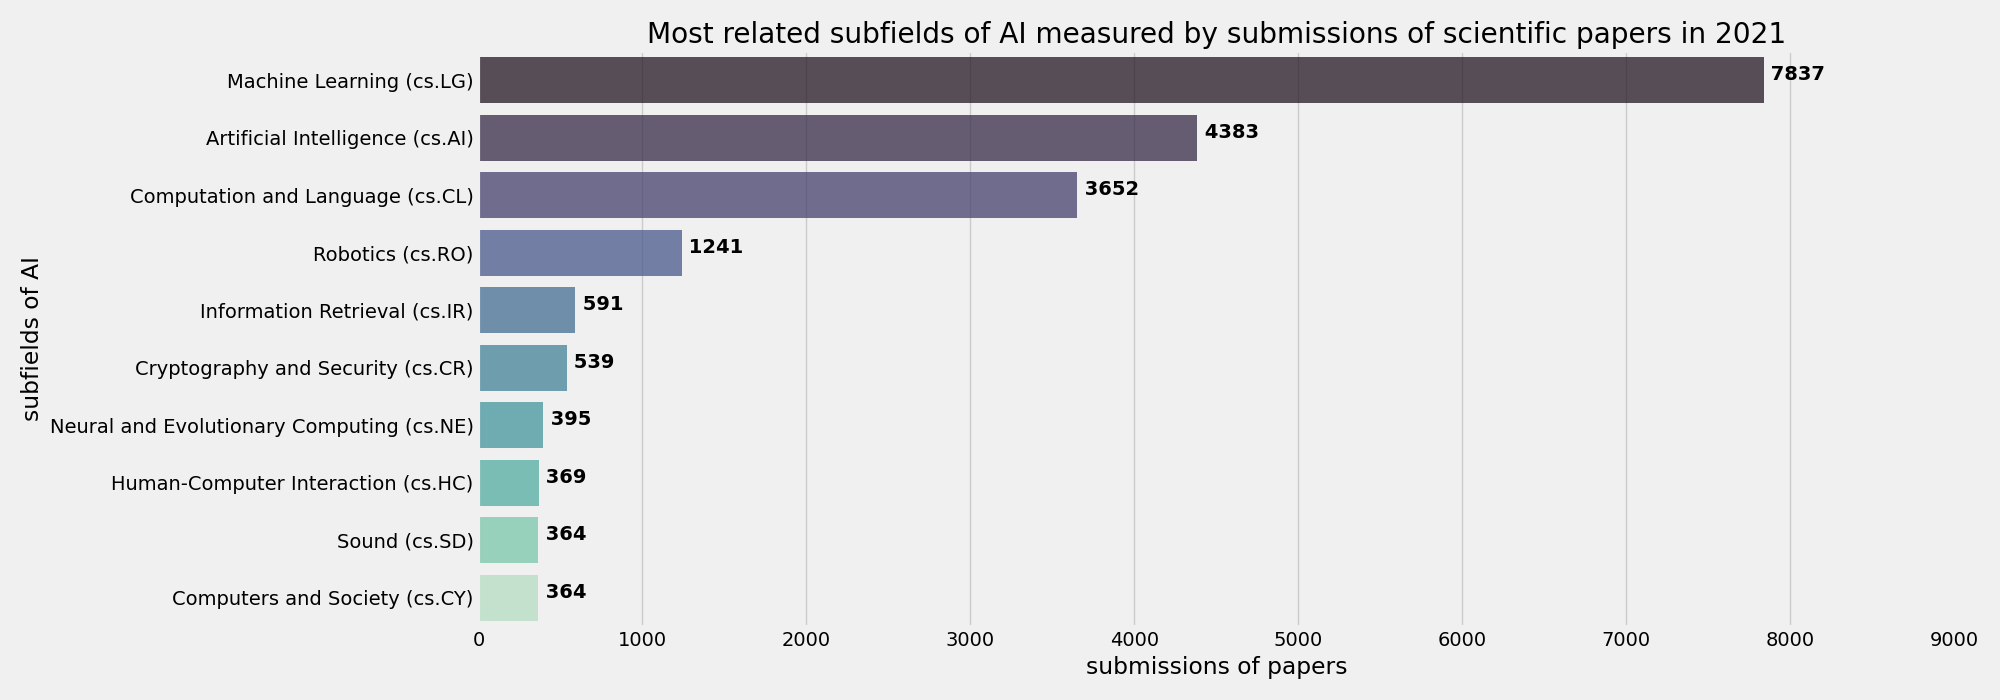 Most related subfields of AI measured by submissions of scientific papers in 2021
subfields of AI
Machine Learning (cs.LG) 7837
Artificial Intelligence (cs.AI) 4383
Computation and Language (cs.CL) 3652
Robotics (cs.RO) 1241
Information Retrieval (cs.IR) 591
Cryptography and Security (cs.CR) 539
Neural and Evolutionary Computing (cs.NE) 395
Human-Computer Interaction (cs.HC) 369
Sound (cs.SD) 364
Computers and Society (cs.CY) 364
0 1000 2000 3000 4000 5000 6000 7000 8000 9000
submissions of papers